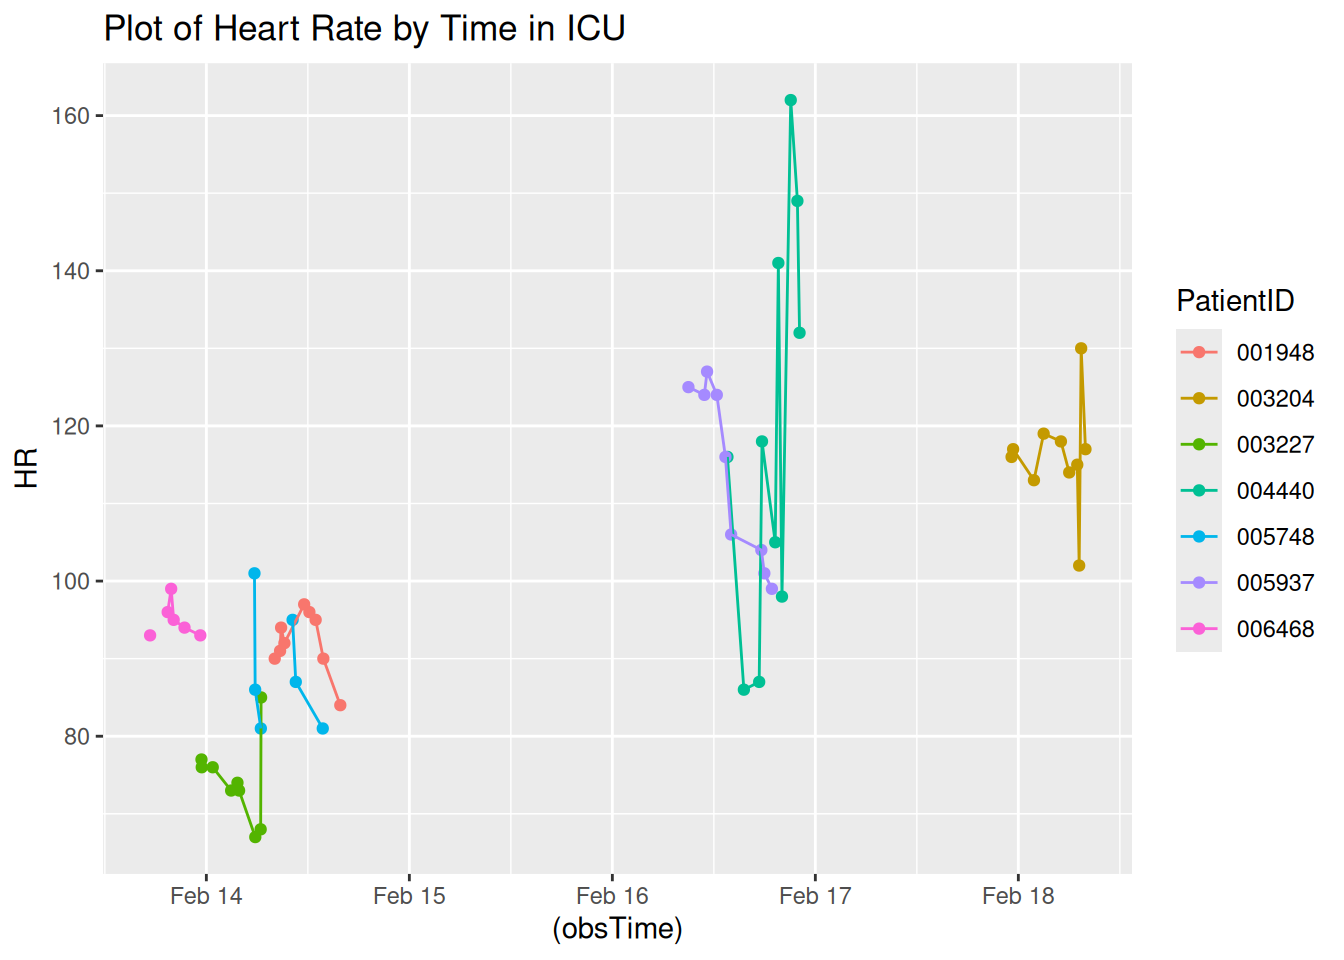 Plot of Heart Rate by Time in ICU
160
140
120
100
80
HR
Feb 14
Feb 15
Feb 16
Feb 17
Feb 18
(obsTime)
PatientID
001948
003204
003227
004440
005748
005937
006468